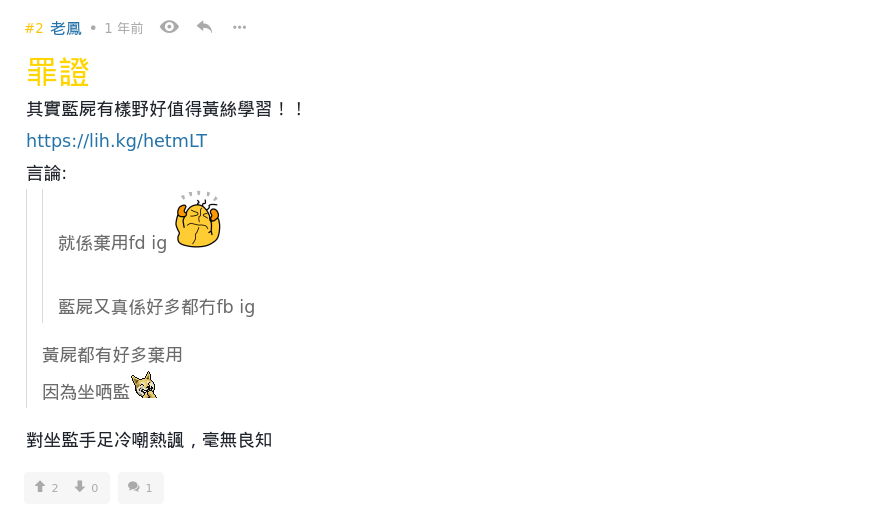 #2 老鳳 • 1 年前
罪證
其實藍屍有樣野好值得黃絲學習！！
https://lih.kg/hetmLT
言論:
就係棄用fd ig
藍屍又真係好多都冇fb ig
黃屍都有好多棄用
因為坐哂監
對坐監手足冷嘲熱諷，毫無良知
2 0 1